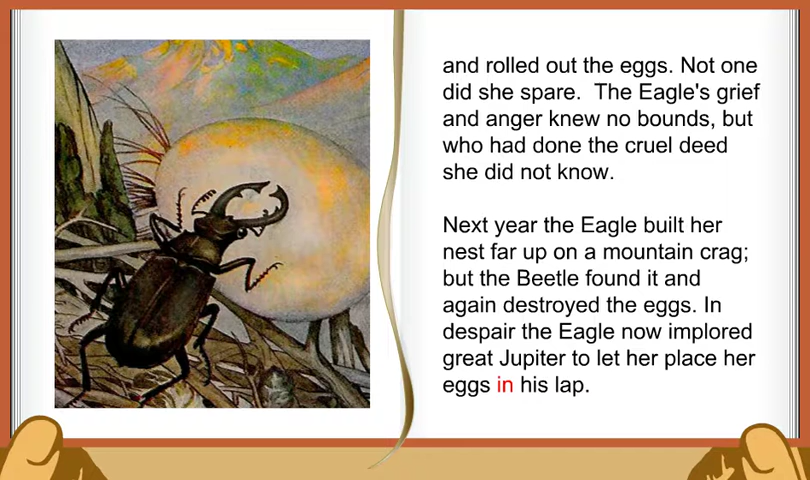 and rolled out the eggs. Not one
did she spare.  The Eagle's grief
and anger knew no bounds, but
who had done the cruel deed
she did not know.
Next year the Eagle built her
nest far up on a mountain crag;
but the Beetle found it and
again destroyed the eggs. In
despair the Eagle now implored
great Jupiter to let her place her
eggs in his lap.